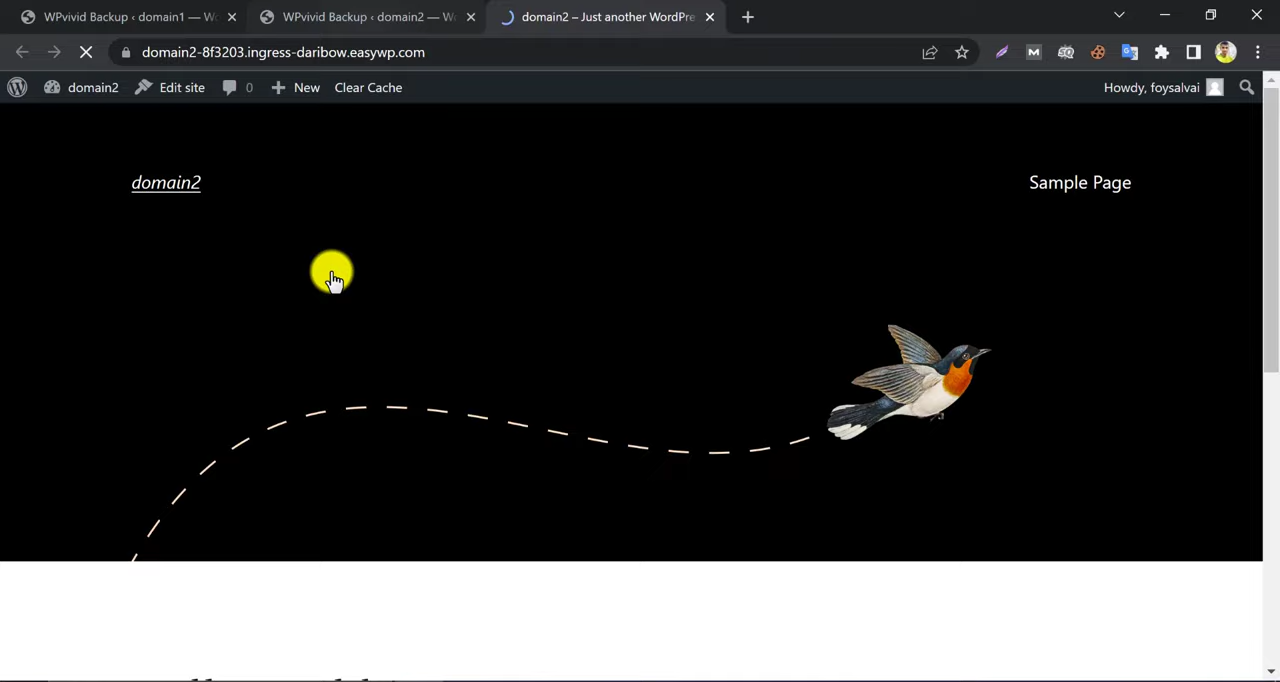 WPvivid Backup ‹ domain1 — Wo
WPvivid Backup ‹ domain2 — W
domain2 – Just another WordPre
domain2-8f3203.ingress-daribow.easywp.com
domain2
Edit site
0
New
Clear Cache
Howdy, foysalvai
domain2
Sample Page